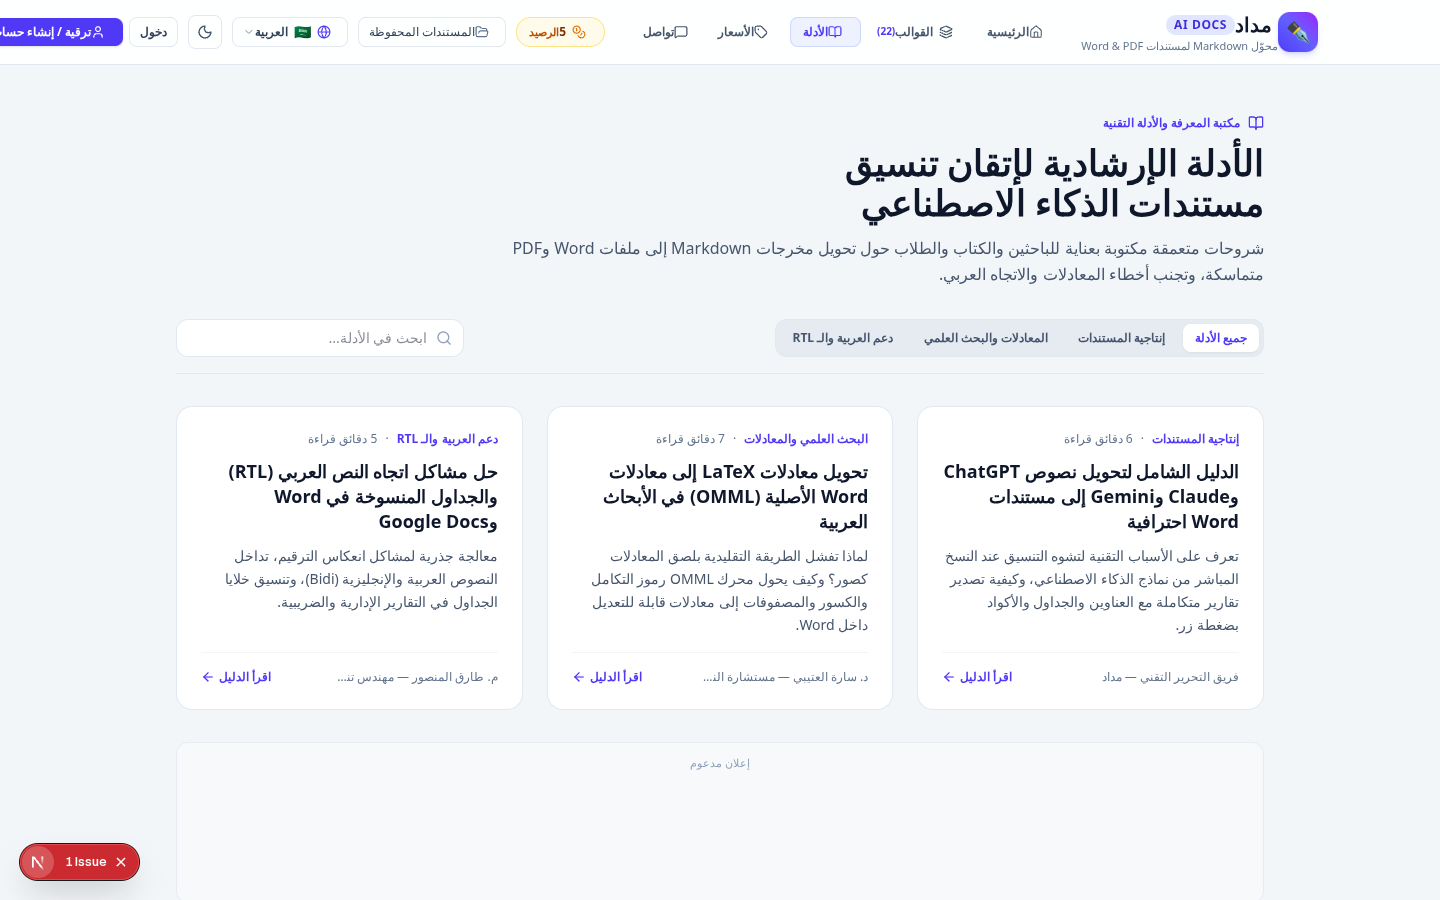 مداد AI DOCS
محوّل Markdown لمستندات Word & PDF
الرئيسية
القوالب (22)
الأدلة
الأسعار
تواصل
5 الرصيد
المستندات المحفوظة
العربية
دخول
ترقية / إنشاء حساب
مكتبة المعرفة والأدلة التقنية
الأدلة الإرشادية لإتقان تنسيق
مستندات الذكاء الاصطناعي
شروحات متعمقة مكتوبة بعناية للباحثين والكتاب والطلاب حول تحويل مخرجات Markdown إلى ملفات Word وPDF
متماسكة، وتجنب أخطاء المعادلات والاتجاه العربي.
جميع الأدلة
إنتاجية المستندات
المعادلات والبحث العلمي
دعم العربية والـ RTL
ابحث في الأدلة...
إنتاجية المستندات · 6 دقائق قراءة
الدليل الشامل لتحويل نصوص ChatGPT
وClaude وGemini إلى مستندات
Word احترافية
تعرف على الأسباب التقنية لتشوه التنسيق عند النسخ
المباشر من نماذج الذكاء الاصطناعي، وكيفية تصدير
تقارير متكاملة مع العناوين والجداول والأكواد
بضغطة زر.
فريق التحرير التقني — مداد
اقرأ الدليل
البحث العلمي والمعادلات · 7 دقائق قراءة
تحويل معادلات LaTeX إلى معادلات
Word الأصلية (OMML) في الأبحاث
العربية
لماذا تفشل الطريقة التقليدية بلصق المعادلات
كصور؟ وكيف يحول محرك OMML رموز التكامل
والكسور والمصفوفات إلى معادلات قابلة للتعديل
داخل Word.
د. سارة العتيبي — مستشارة الن...
اقرأ الدليل
دعم العربية والـ RTL · 5 دقائق قراءة
حل مشاكل اتجاه النص العربي (RTL)
والجداول المنسوخة في Word
وGoogle Docs
معالجة جذرية لمشاكل انعكاس الترقيم، تداخل
النصوص العربية والإنجليزية (Bidi)، وتنسيق خلايا
الجداول في التقارير الإدارية والضريبية.
م. طارق المنصور — مهندس تن...
اقرأ الدليل
إعلان مدعوم
1 Issue